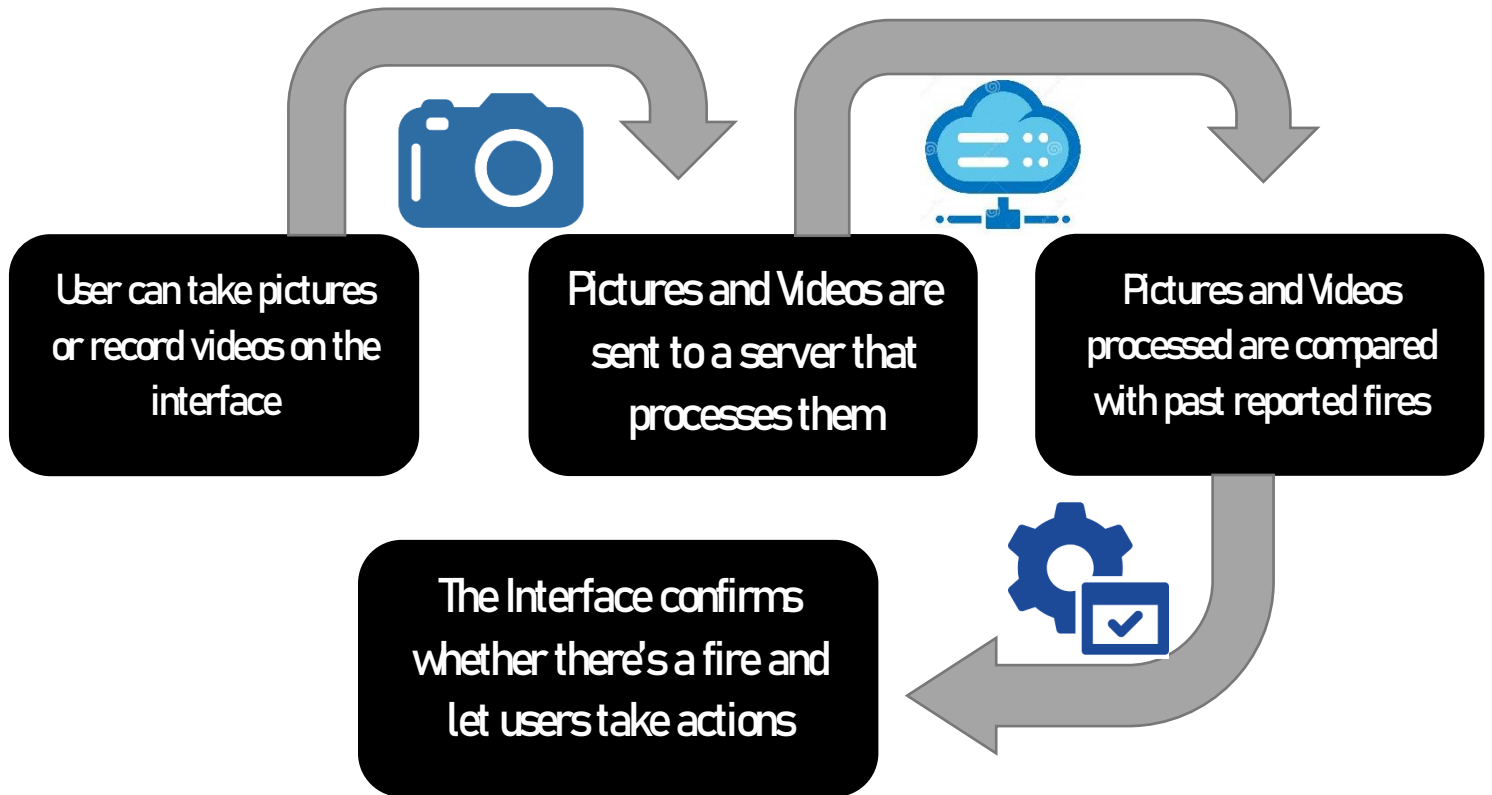 User can take pictures
or record videos on the
interface
Pictures and Videos are
sent to a server that
processes them
Pictures and Videos
processed are compared
with past reported fires
The Interface confirms
whether there's a fire and
let users take actions